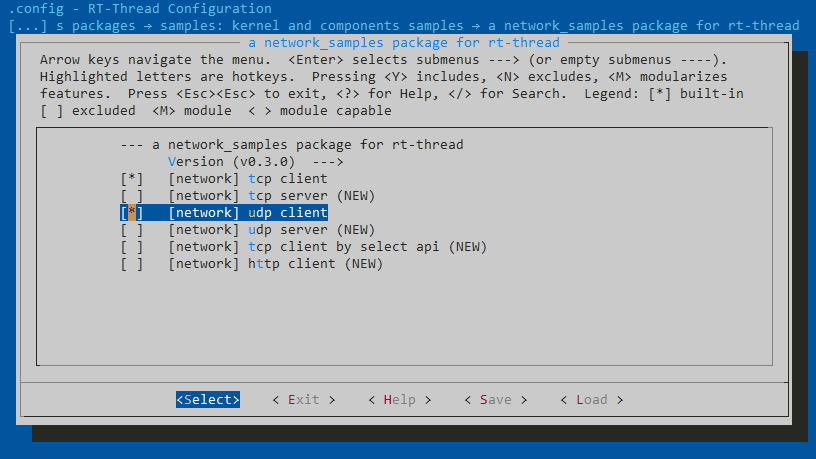 .config - RT-Thread Configuration
[...] s packages → samples: kernel and components samples → a network_samples package for rt-thread
a network_samples package for rt-thread
Arrow keys navigate the menu.  <Enter> selects submenus ---> (or empty submenus ----).
Highlighted letters are hotkeys.  Pressing <Y> includes, <N> excludes, <M> modularizes
features.  Press <Esc><Esc> to exit, <?> for Help, </> for Search.  Legend: [*] built-in
[ ] excluded  <M> module  < > module capable
--- a network_samples package for rt-thread
Version (v0.3.0)  --->
[*]   [network] tcp client
[ ]   [network] tcp server (NEW)
[*]   [network] udp client
[ ]   [network] udp server (NEW)
[ ]   [network] tcp client by select api (NEW)
[ ]   [network] http client (NEW)
<Select>    < Exit >    < Help >    < Save >    < Load >